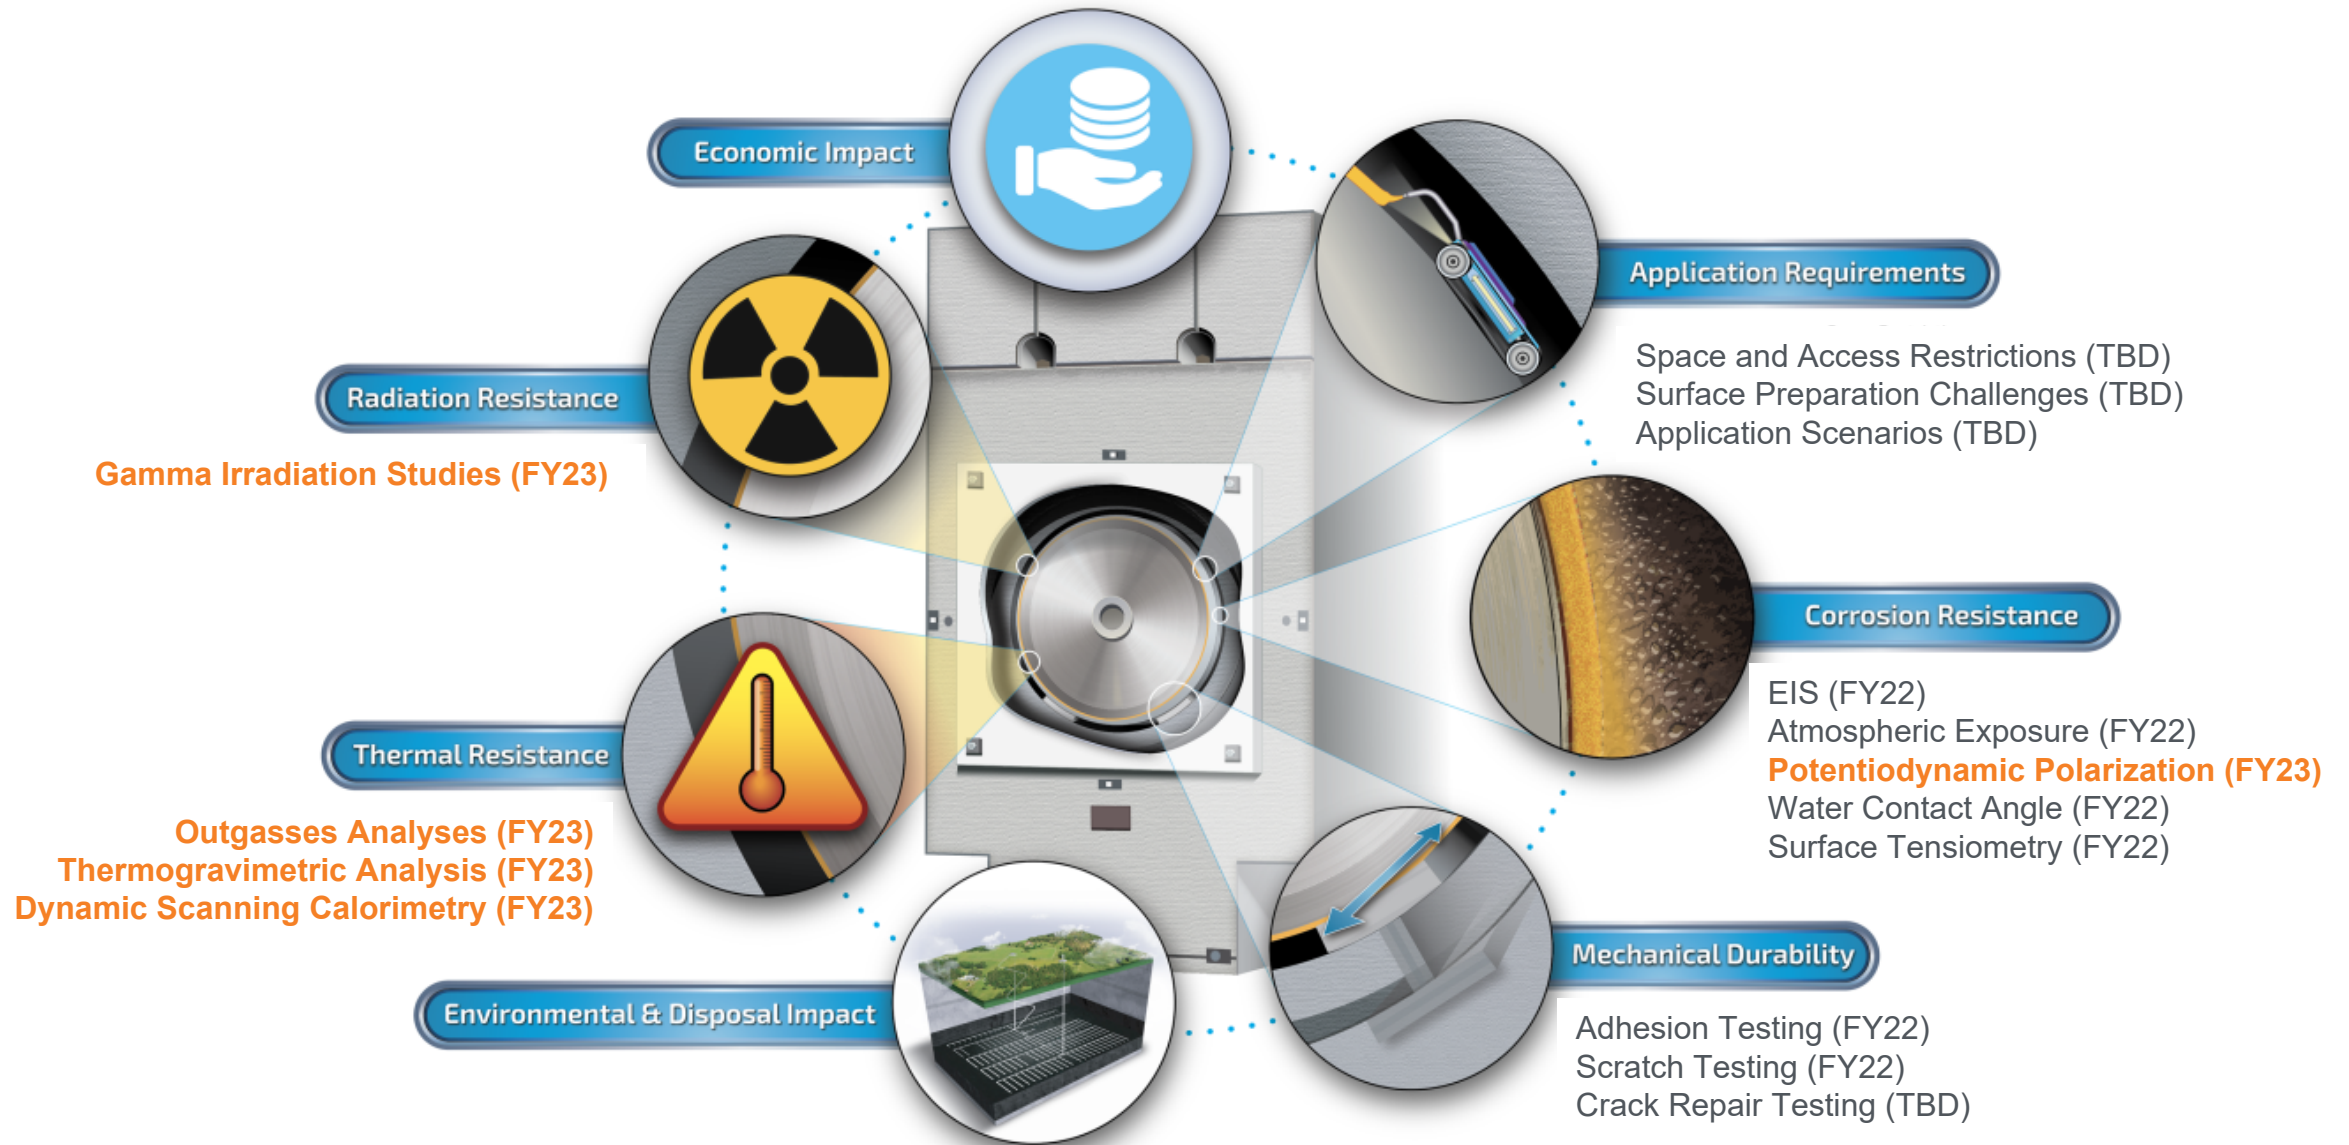 Economic Impact
Application Requirements
Space and Access Restrictions (TBD)
Surface Preparation Challenges (TBD)
Application Scenarios (TBD)
Radiation Resistance
Gamma Irradiation Studies (FY23)
Corrosion Resistance
EIS (FY22)
Atmospheric Exposure (FY22)
Potentiodynamic Polarization (FY23)
Water Contact Angle (FY22)
Surface Tensiometry (FY22)
Thermal Resistance
Outgasses Analyses (FY23)
Thermogravimetric Analysis (FY23)
Dynamic Scanning Calorimetry (FY23)
Mechanical Durability
Adhesion Testing (FY22)
Scratch Testing (FY22)
Crack Repair Testing (TBD)
Environmental & Disposal Impact